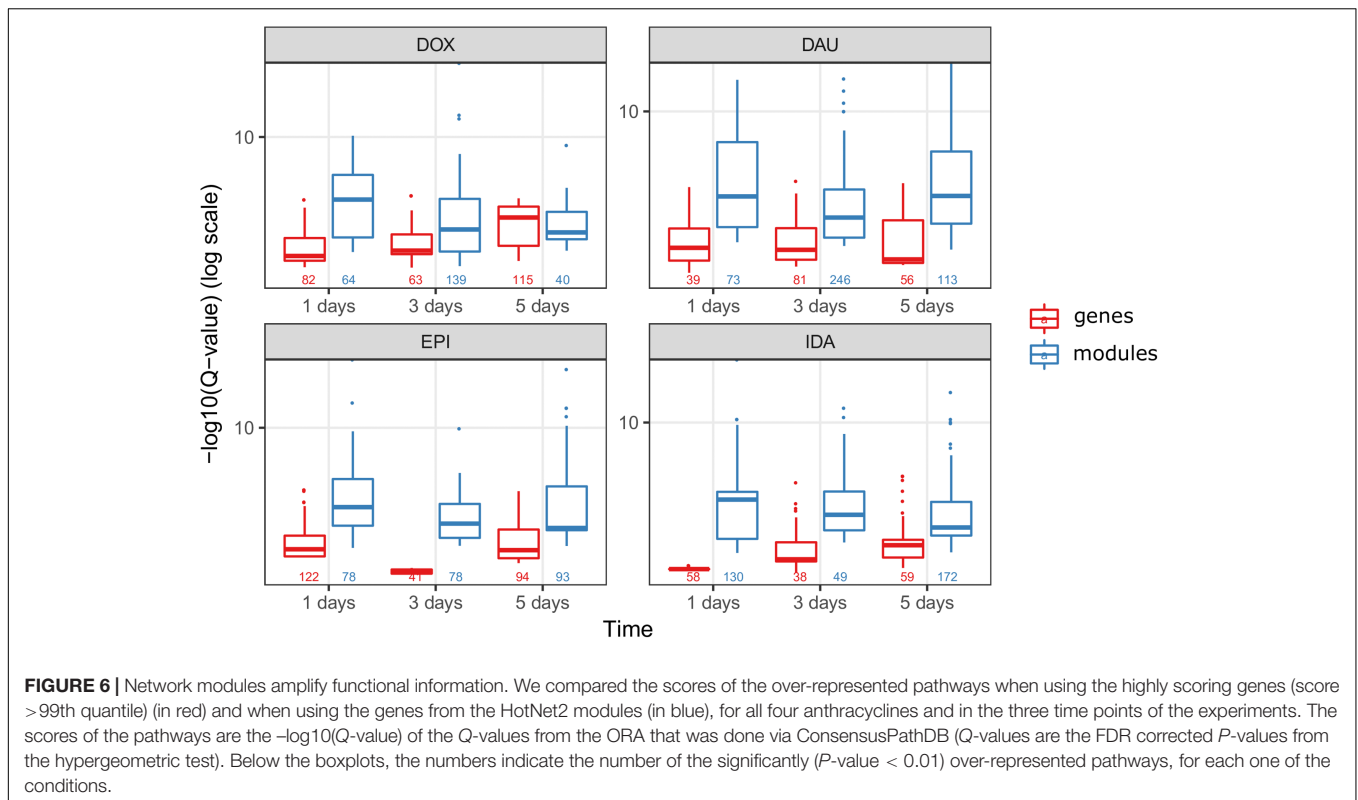 DOX
DAU
10
10
82 64 63 139 115 40
39 73 81 246 56 113
1 days 3 days 5 days
1 days 3 days 5 days
−log10(Q−value) (log scale)
EPI
IDA
10
10
122 78 41 78 94 93
58 130 38 49 59 172
1 days 3 days 5 days
1 days 3 days 5 days
Time
a genes
a modules
FIGURE 6 | Network modules amplify functional information. We compared the scores of the over-represented pathways when using the highly scoring genes (score
>99th quantile) (in red) and when using the genes from the HotNet2 modules (in blue), for all four anthracyclines and in the three time points of the experiments. The
scores of the pathways are the –log10(Q-value) of the Q-values from the ORA that was done via ConsensusPathDB (Q-values are the FDR corrected P-values from
the hypergeometric test). Below the boxplots, the numbers indicate the number of the significantly (P-value < 0.01) over-represented pathways, for each one of the
conditions.